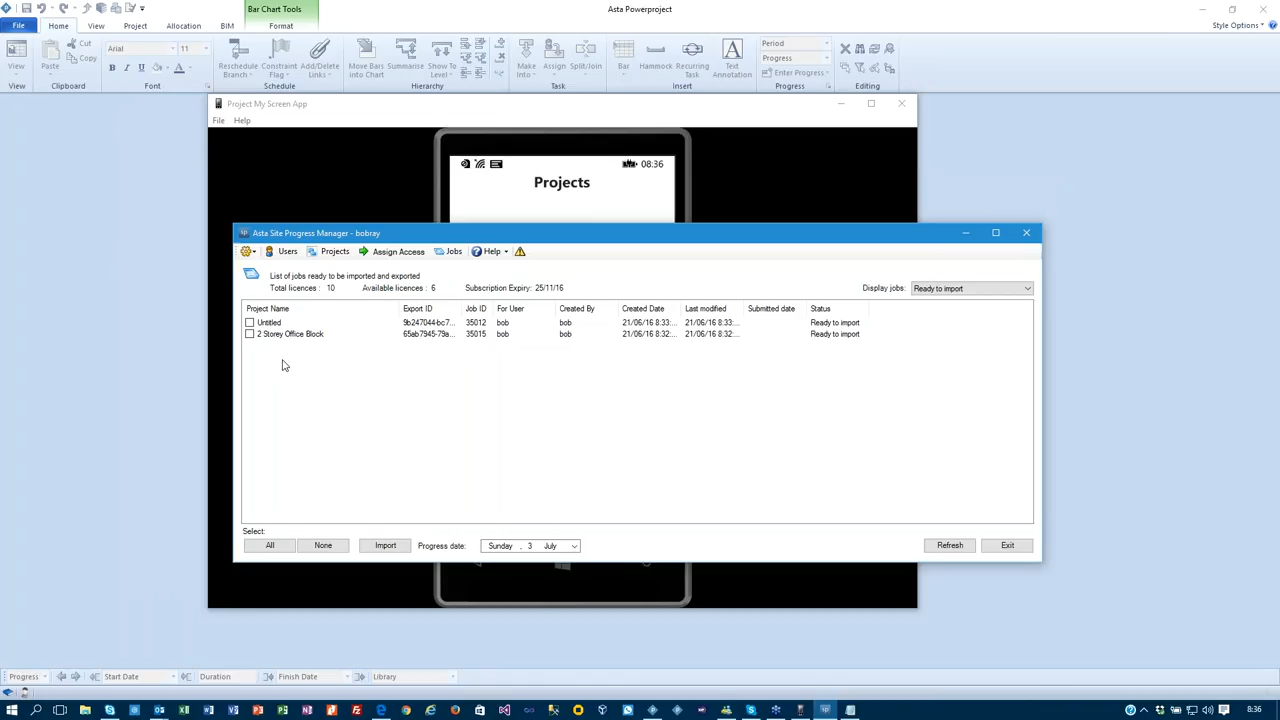 Bar Chart Tools
Asta Powerproject
File Home View Project Allocation BIM Format
Style Options
View
Paste
Cut
Copy
Arial 11
B I U A
Reschedule Branch
Constraint Flag
Add/Delete Links
Move Bars into Chart
Summarise
Show To Level
Make Into
Assign
Split/Join
Bar
Hammock
Recurring Task
Text Annotation
Period
Progress
Enter Progress
View Clipboard Font Schedule Hierarchy Task Insert Progress Editing
Project My Screen App
File Help
08:36
Projects
Asta Site Progress Manager - bobray
Users Projects Assign Access Jobs Help
List of jobs ready to be imported and exported
Total licences : 10 Available licences : 6 Subscription Expiry: 25/11/16
Display jobs: Ready to import
Project Name Export ID Job ID For User Created By Created Date Last modified Submitted date Status
Untitled 9b247044-bc7... 35012 bob bob 21/06/16 8:33:... 21/06/16 8:33:... Ready to import
2 Storey Office Block 65ab7945-79a... 35015 bob bob 21/06/16 8:32:... 21/06/16 8:32:... Ready to import
Select:
All None Import Progress date: Sunday , 3 July Refresh Exit
Progress Start Date Duration Finish Date Library
8:36